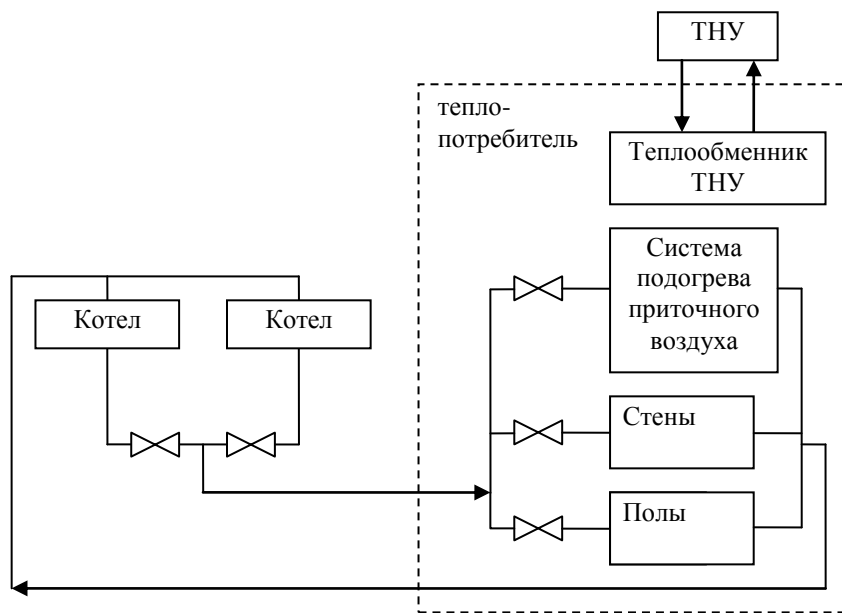 ТНУ
тепло-
потребитель
Теплообменник
ТНУ
Система
подогрева
приточного
воздуха
Котел
Котел
Стены
Полы